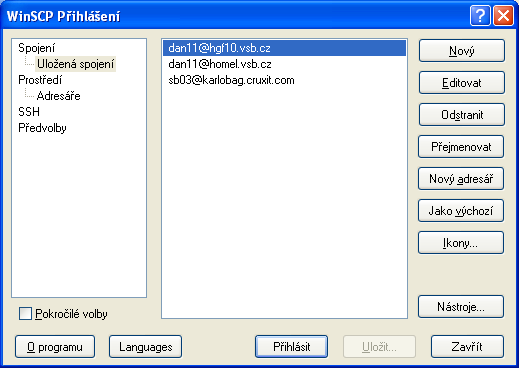 WinSCP Přihlášení
Spojení
Uložená spojení
Prostředí
Adresáře
SSH
Předvolby
dan11@hgf10.vsb.cz
dan11@homel.vsb.cz
sb03@karlobag.cruxit.com
Nový
Editovat
Odstranit
Přejmenovat
Nový adresář
Jako výchozí
Ikony...
Nástroje...
Pokročilé volby
O programu
Languages
Přihlásit
Uložit...
Zavřít